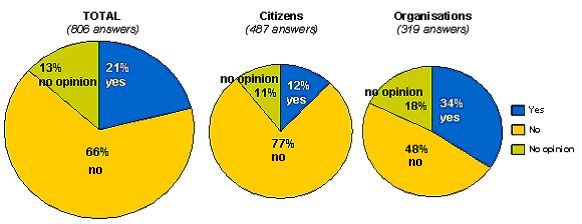 TOTAL
(806 answers)
13%
no opinion
21%
yes
66%
no
Citizens
(487 answers)
no opinion
11%
12%
yes
77%
no
Organisations
(319 answers)
no opinion
18%
34%
yes
48%
no
Yes
No
No opinion